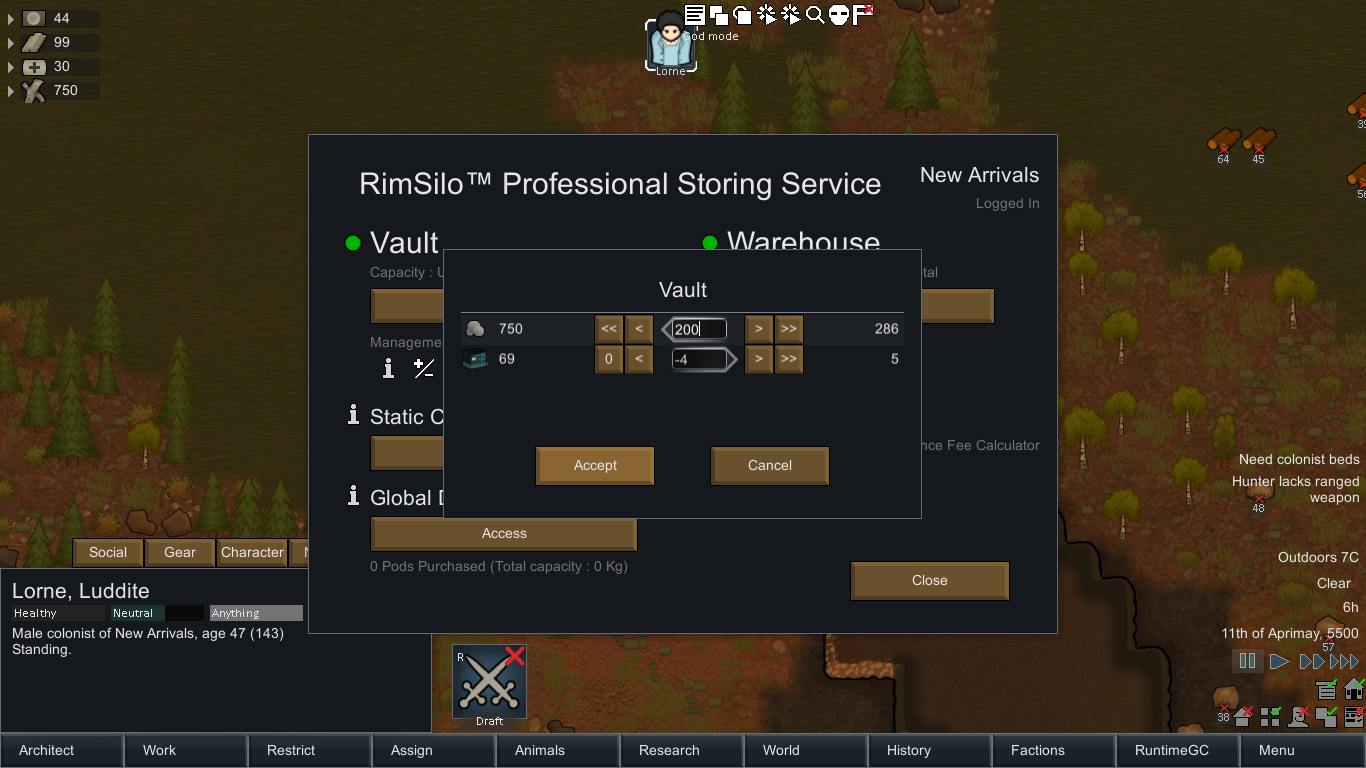 44
99
30
750
God mode
Lorne
64
45
RimSilo™ Professional Storing Service
New Arrivals
Logged In
Vault
Warehouse
Capacity : U
tal
Vault
750
<<
<
200
>
>>
286
69
0
<
-4
>
>>
5
Manageme
Static C
nce Fee Calculator
Accept
Cancel
Global D
Access
0 Pods Purchased (Total capacity : 0 Kg)
Close
Need colonist beds
Hunter lacks ranged
weapon
48
Outdoors 7C
Clear
6h
11th of Aprimay, 5500
57
38
Social
Gear
Character
N
Lorne, Luddite
Healthy
Neutral
Anything
Male colonist of New Arrivals, age 47 (143)
Standing.
R
Draft
Architect
Work
Restrict
Assign
Animals
Research
World
History
Factions
RuntimeGC
Menu